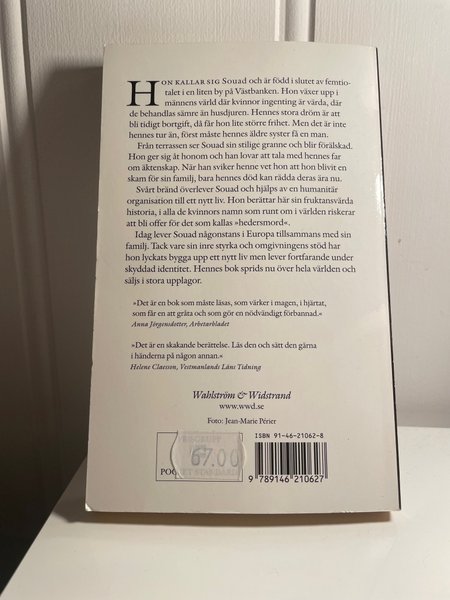 HON KALLAR SIG Souad och är född i slutet av femtio-
talet i en liten by på Västbanken. Hon växer upp i
männens värld där kvinnor ingenting är värda, där
de behandlas sämre än husdjuren. Hennes stora dröm är att
bli tidigt bortgift, då får hon lite större frihet. Men det är inte
hennes tur än, först måste hennes äldre syster få en man.
Från terrassen ser Souad sin stilige granne och blir förälskad.
Hon ger sig åt honom och han lovar att tala med hennes far
om äktenskap. När han sviker henne vet hon att hon blivit en
skam för sin familj, bara hennes död kan rädda deras ära nu.
Svårt bränd överlever Souad och hjälps av en humanitär
organisation till ett nytt liv. Hon berättar här sin fruktansvärda
historia, i alla de kvinnors namn som runt om i världen riskerar
att bli offer för det som kallas »hedersmord«.
Idag lever Souad någonstans i Europa tillsammans med sin
familj. Tack vare sin inre styrka och omgivningens stöd har
hon lyckats bygga upp ett nytt liv men lever fortfarande under
skyddad identitet. Hennes bok sprids nu över hela världen och
säljs i stora upplagor.
»Det är en bok som måste läsas, som värker i magen, i hjärtat,
som får en att gråta och som gör en nödvändigt förbannad.«
Anna Jörgensdotter, Arbetarbladet
»Det är en skakande berättelse. Läs den och sätt den gärna
i händerna på någon annan.«
Helene Claesson, Vestmanlands Läns Tidning
Wahlström & Widstrand
www.wwd.se
Foto: Jean-Marie Périer
ISBN 91-46-21062-8
67.00
9 789146 210627